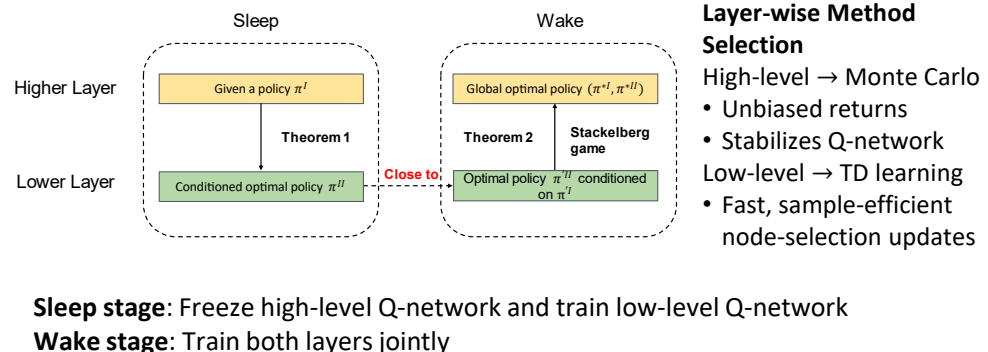 Sleep
Wake
Higher Layer
Given a policy π^I
Global optimal policy (π^{*I}, π^{*II})
Theorem 1
Theorem 2
Stackelberg
game
Lower Layer
Conditioned optimal policy π^{II}
Close to
Optimal policy π^{'II} conditioned
on π^{'I}
Layer-wise Method
Selection
High-level → Monte Carlo
• Unbiased returns
• Stabilizes Q-network
Low-level → TD learning
• Fast, sample-efficient
node-selection updates
Sleep stage: Freeze high-level Q-network and train low-level Q-network
Wake stage: Train both layers jointly